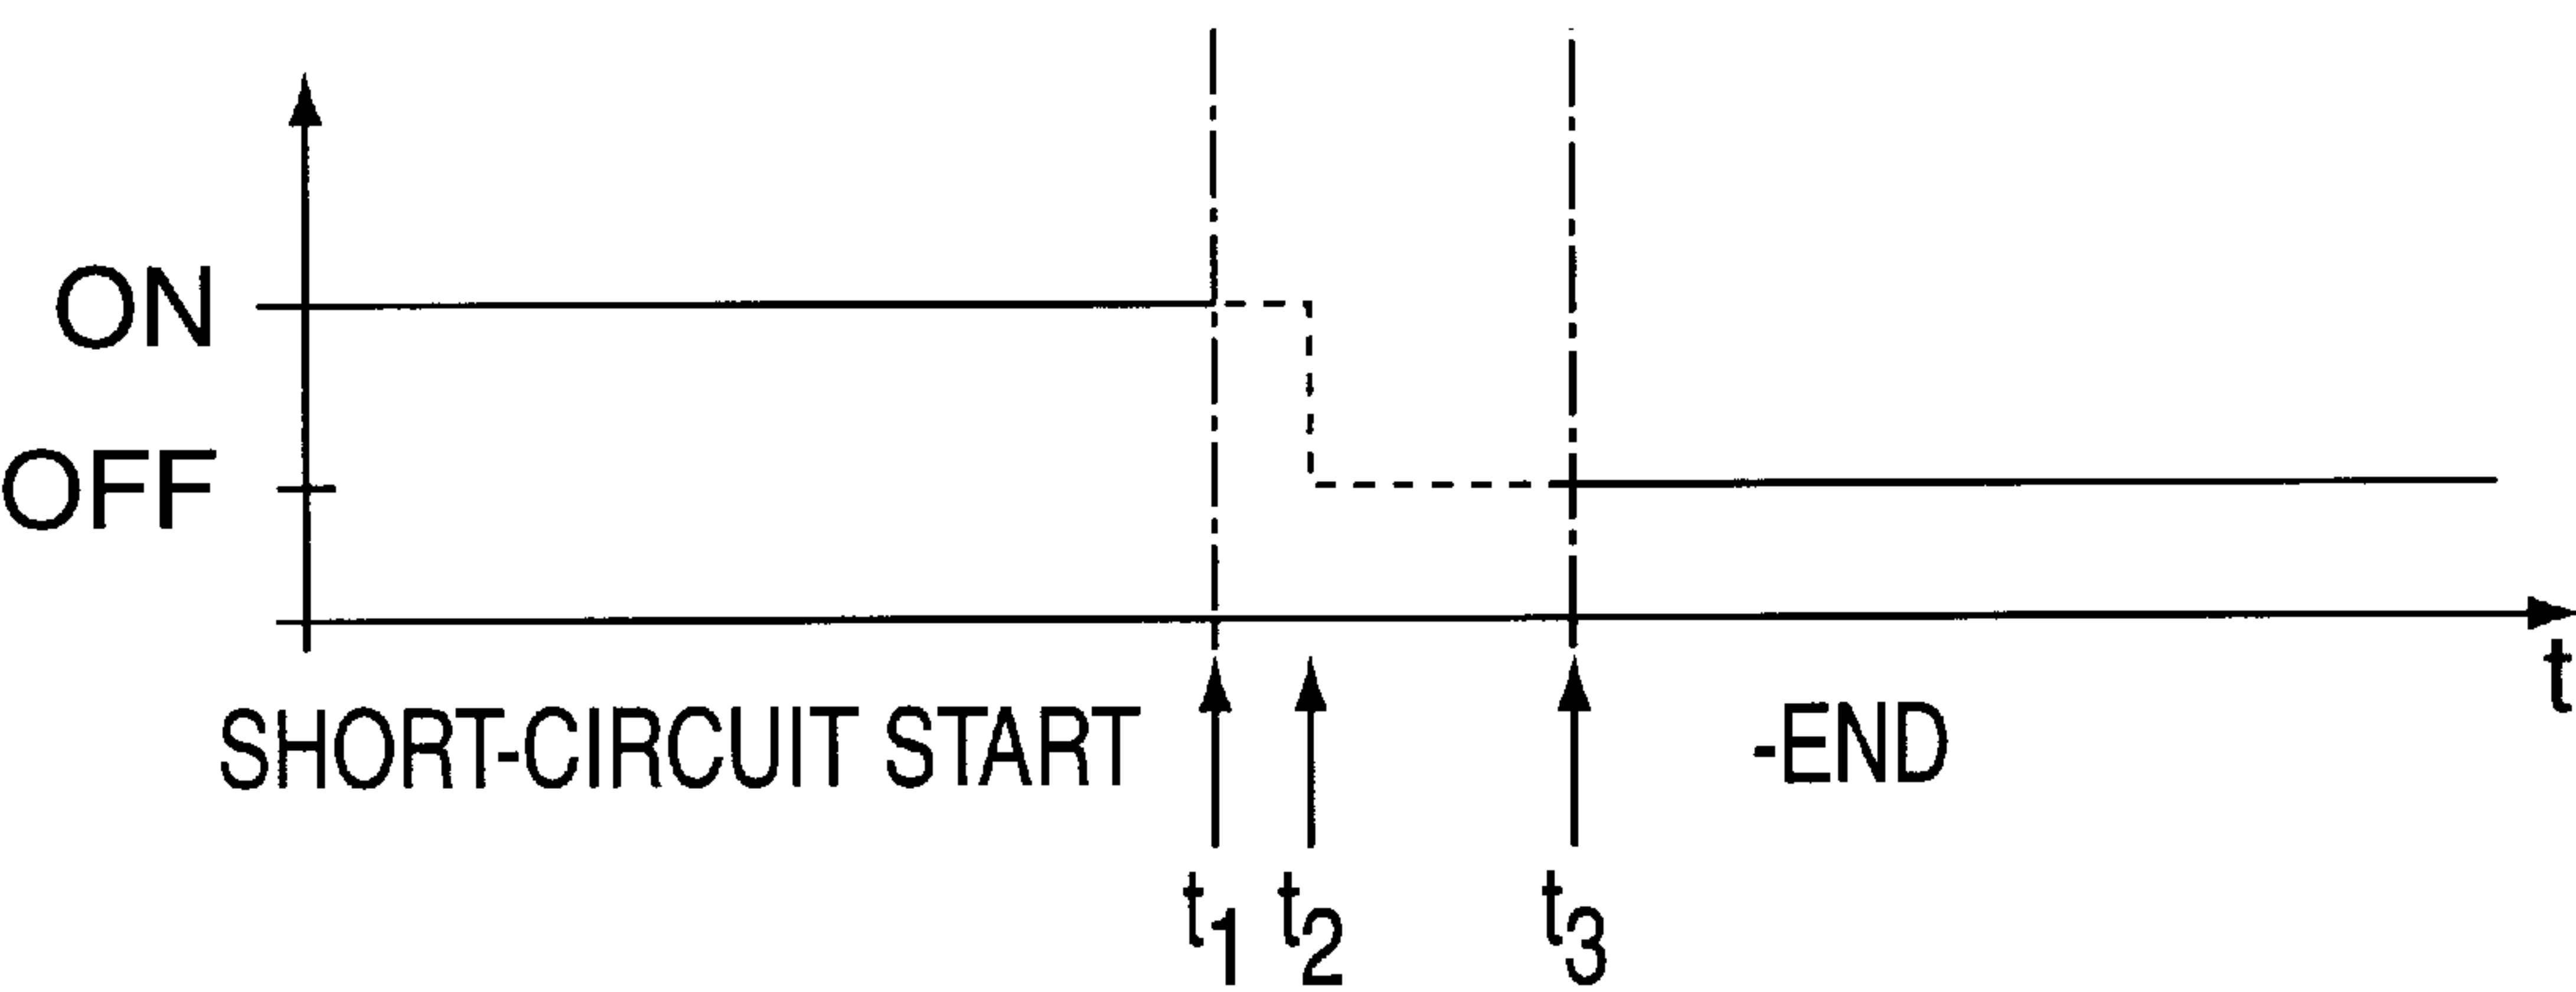 ON
OFF
t
SHORT-CIRCUIT START -END
t1 t2 t3